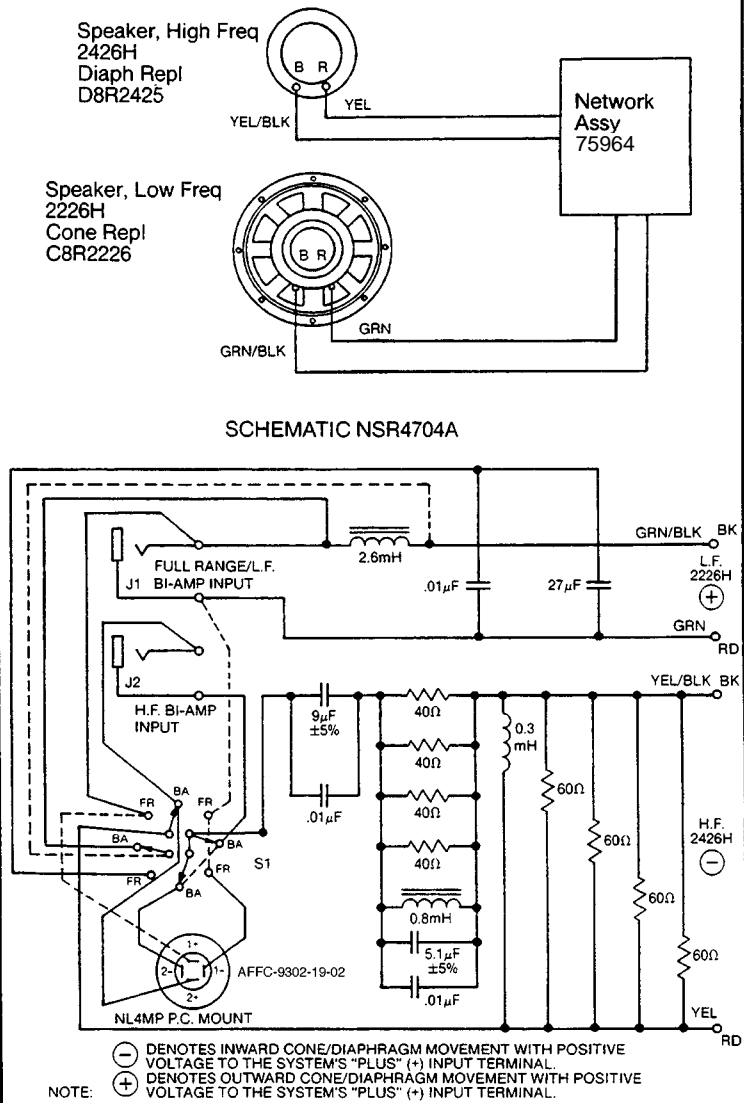 Speaker, High Freq
2426H
Diaph Repl
D8R2425
B R
YEL
YEL/BLK
Network
Assy
75964
Speaker, Low Freq
2226H
Cone Repl
C8R2226
B R
GRN
GRN/BLK
SCHEMATIC NSR4704A
GRN/BLK BK
2.6mH
L.F.
2226H
+
FULL RANGE/L.F.
BI-AMP INPUT
J1
.01µF
27µF
GRN
RD
J2
H.F. BI-AMP
INPUT
YEL/BLK BK
9µF
±5%
.01µF
40Ω
40Ω
40Ω
40Ω
0.8mH
5.1µF
±5%
.01µF
0.3
mH
60Ω
60Ω
60Ω
60Ω
H.F.
2426H
−
FR
BA
FR
BA
BA
S1
FR
BA
FR
1+
2-
1-
2+
AFFC-9302-19-02
NL4MP P.C. MOUNT
YEL
RD
− DENOTES INWARD CONE/DIAPHRAGM MOVEMENT WITH POSITIVE
VOLTAGE TO THE SYSTEM'S "PLUS" (+) INPUT TERMINAL.
NOTE: + DENOTES OUTWARD CONE/DIAPHRAGM MOVEMENT WITH POSITIVE
VOLTAGE TO THE SYSTEM'S "PLUS" (+) INPUT TERMINAL.